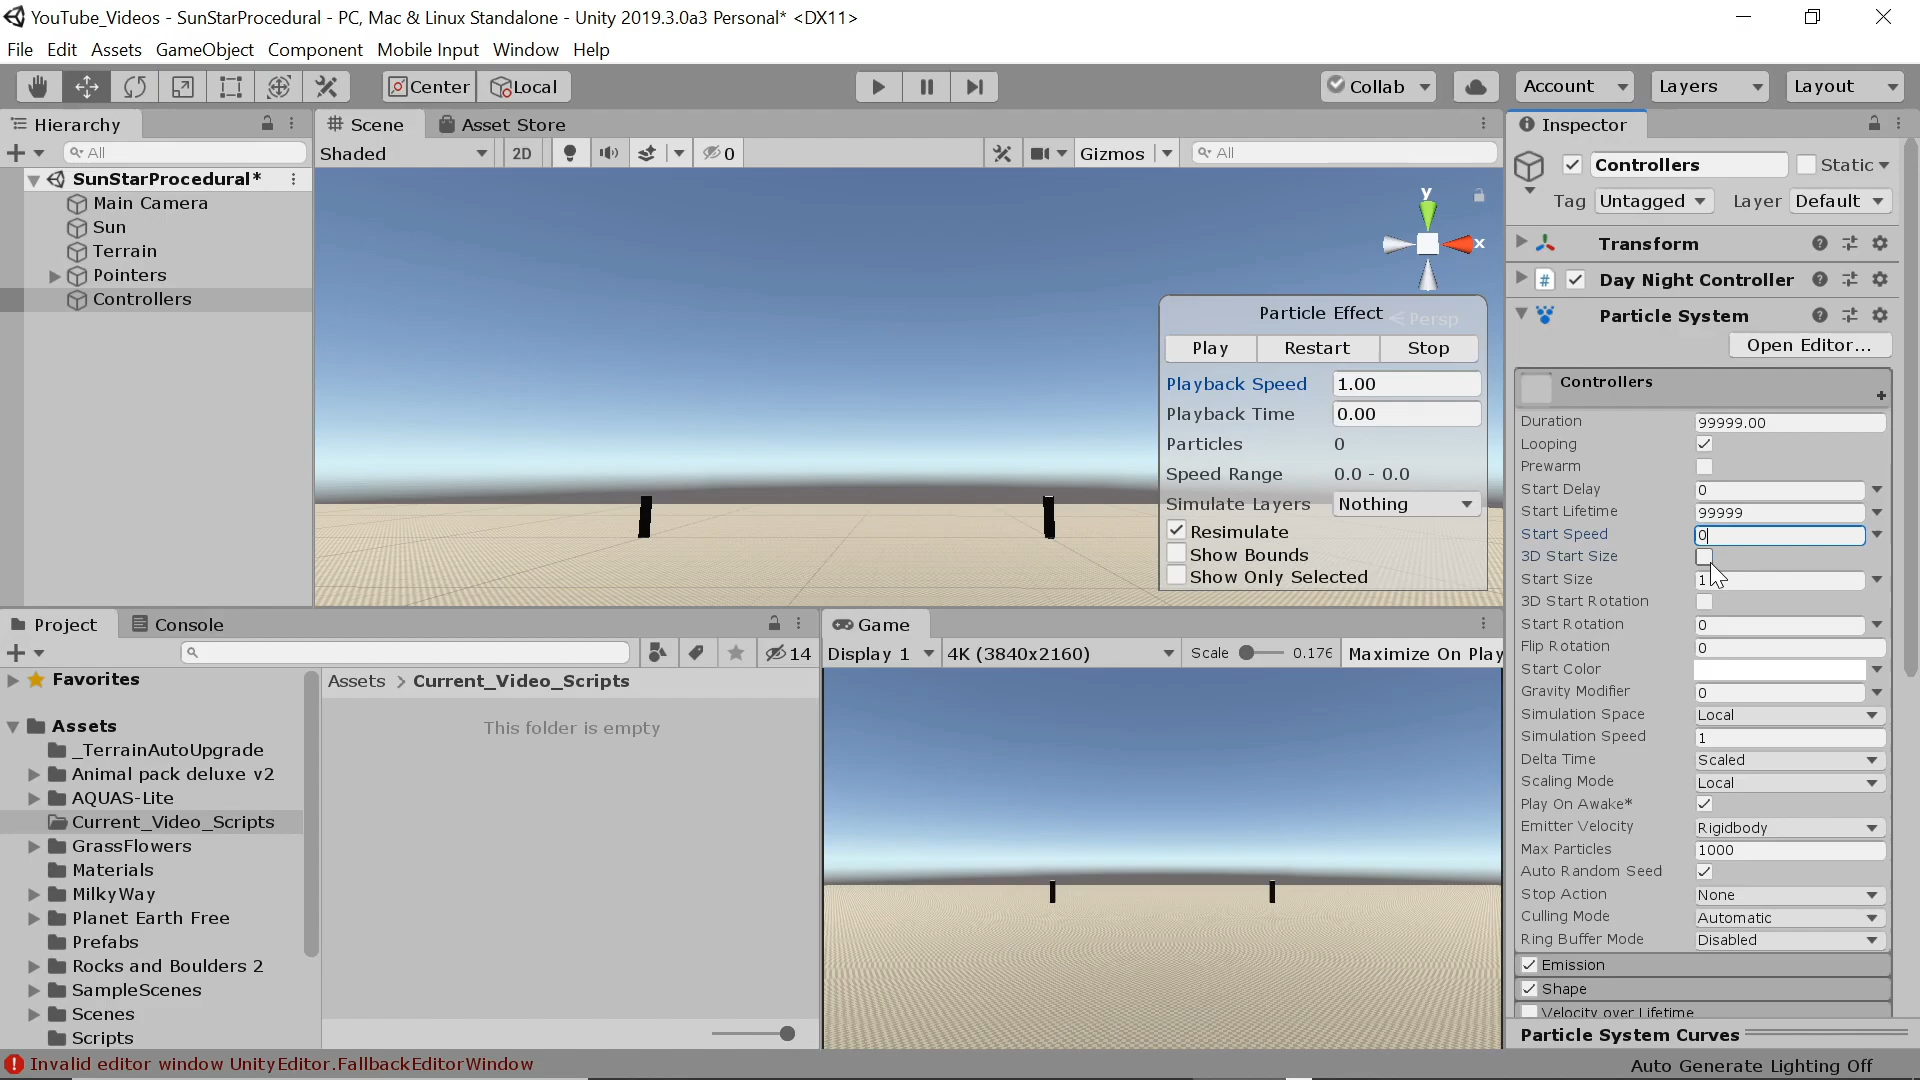 YouTube_Videos - SunStarProcedural - PC, Mac & Linux Standalone - Unity 2019.3.0a3 Personal* <DX11>
File Edit Assets GameObject Component Mobile Input Window Help
Center Local Collab Account Layers Layout
Hierarchy
All
SunStarProcedural*
Main Camera
Sun
Terrain
Pointers
Controllers
Scene Asset Store
Shaded 2D 0 Gizmos All
y
x
Persp
Particle Effect
Play Restart Stop
Playback Speed 1.00
Playback Time 0.00
Particles 0
Speed Range 0.0 - 0.0
Simulate Layers Nothing
Resimulate
Show Bounds
Show Only Selected
Project Console
14
Favorites
Assets
_TerrainAutoUpgrade
Animal pack deluxe v2
AQUAS-Lite
Current_Video_Scripts
GrassFlowers
Materials
MilkyWay
Planet Earth Free
Prefabs
Rocks and Boulders 2
SampleScenes
Scenes
Scripts
Assets > Current_Video_Scripts
This folder is empty
Game
Display 1 4K (3840x2160) Scale 0.176 Maximize On Play
Inspector
Controllers Static
Tag Untagged Layer Default
Transform
# Day Night Controller
Particle System
Open Editor...
Controllers
Duration 99999.00
Looping
Prewarm
Start Delay 0
Start Lifetime 99999
Start Speed 0
3D Start Size
Start Size 1
3D Start Rotation
Start Rotation 0
Flip Rotation 0
Start Color
Gravity Modifier 0
Simulation Space Local
Simulation Speed 1
Delta Time Scaled
Scaling Mode Local
Play On Awake*
Emitter Velocity Rigidbody
Max Particles 1000
Auto Random Seed
Stop Action None
Culling Mode Automatic
Ring Buffer Mode Disabled
Emission
Shape
Velocity over Lifetime
Particle System Curves
Invalid editor window UnityEditor.FallbackEditorWindow
Auto Generate Lighting Off